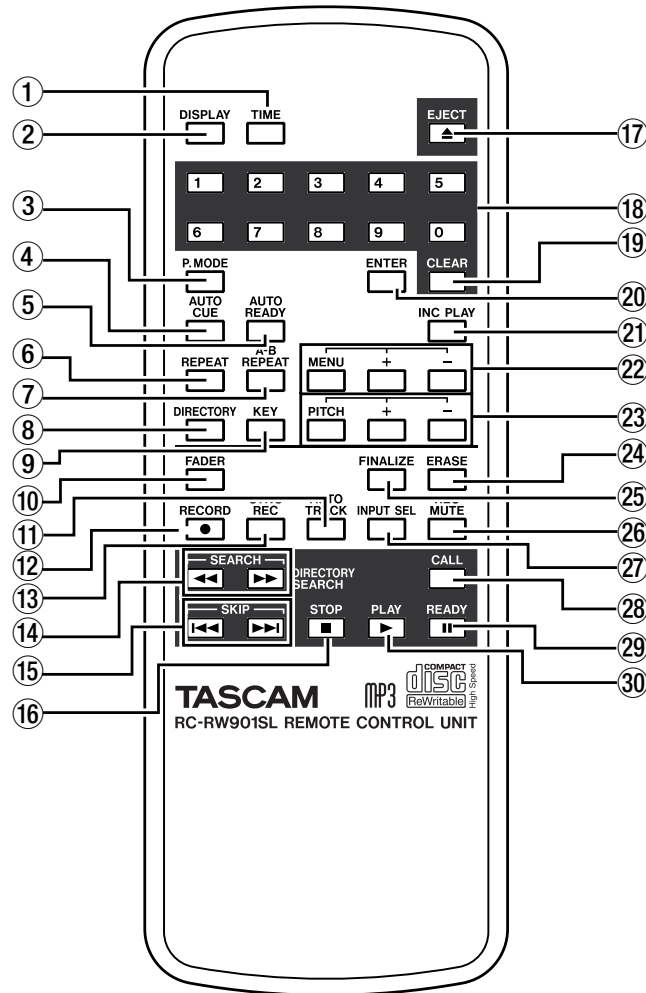 ① 
DISPLAY TIME EJECT
② ⑰
1 2 3 4 5
③ ⑱
6 7 8 9 0
④ ⑲
P.MODE ENTER CLEAR
⑤ ⑳
AUTO CUE AUTO READY INC PLAY
㉑
⑥ A-B
REPEAT REPEAT MENU + −
⑦ ㉒
⑧ ㉓
DIRECTORY KEY PITCH + −
⑨ ㉔
FADER FINALIZE ERASE
⑩ ㉕
⑪ ㉖
RECORD REC INPUT SEL MUTE
⑫ ㉗
⑬ SEARCH DIRECTORY SEARCH CALL
⑭ ㉘
SKIP STOP PLAY READY
⑮ ㉙
⑯ ㉚
TASCAM MP3 COMPACT disc ReWritable High Speed
RC-RW901SL REMOTE CONTROL UNIT